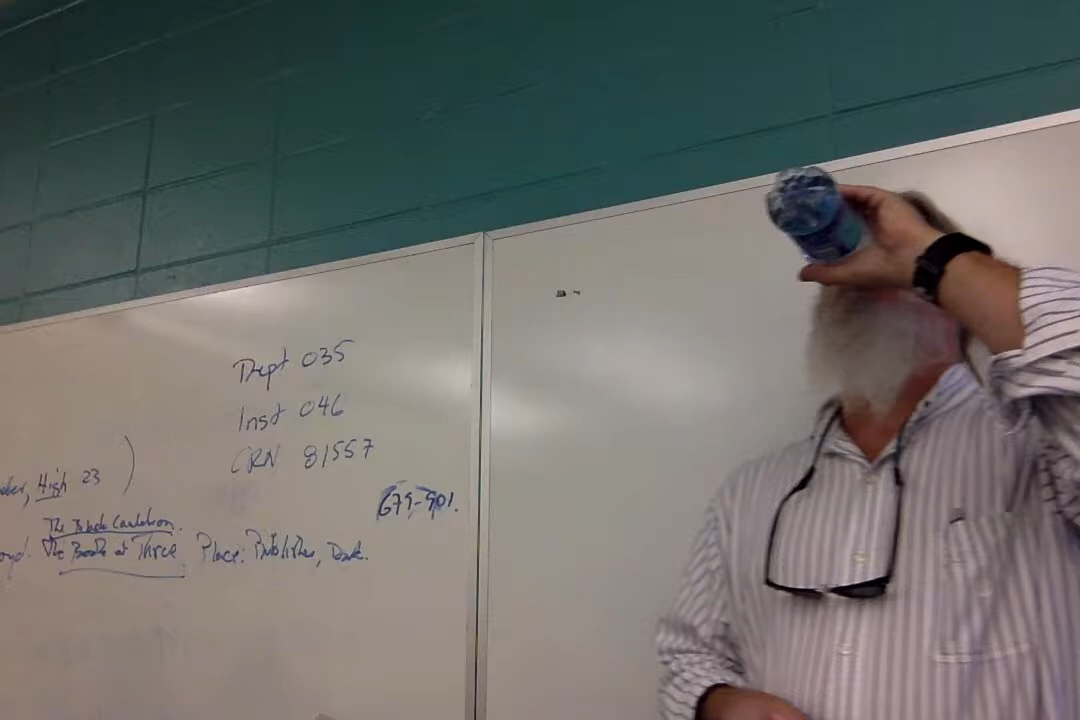 Dept 035
Inst 046
CRN 81557
High 23 )
679-901.
The Black Cauldron.
The Book of Three Place: Publisher, Date.